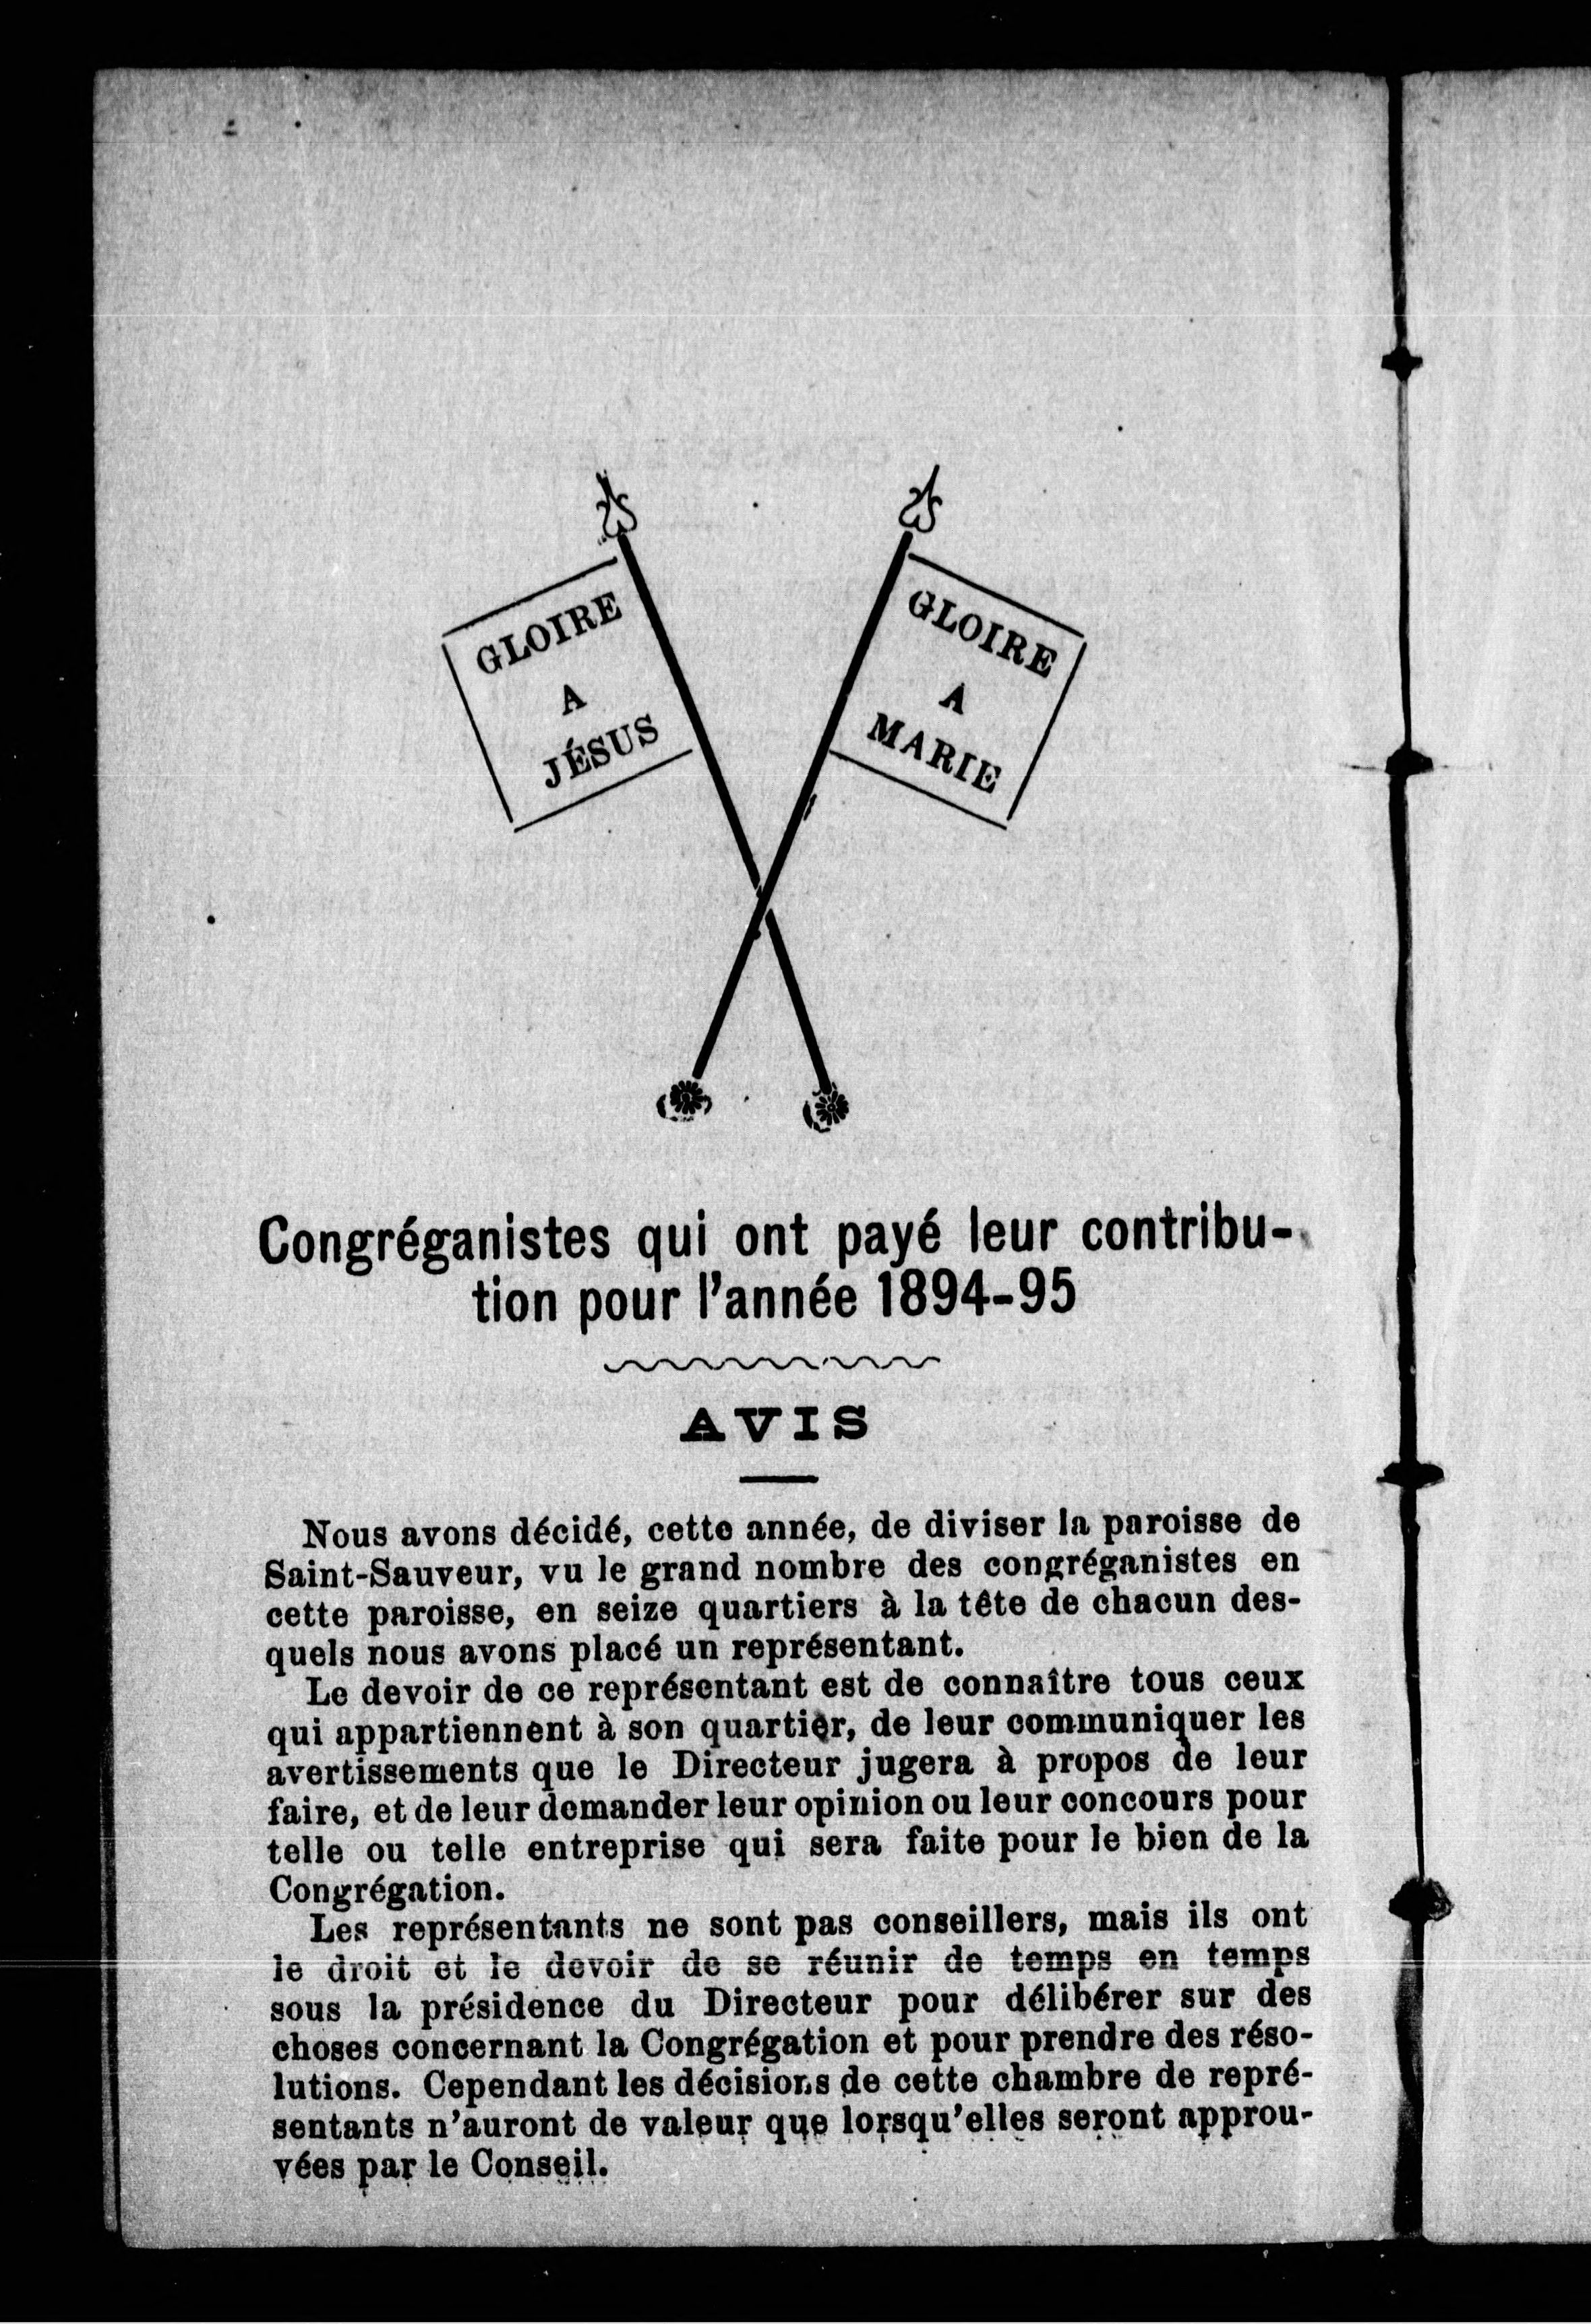 GLOIRE
A
JÉSUS
GLOIRE
A
MARIE
Congréganistes qui ont payé leur contribu-
tion pour l'année 1894-95
AVIS
Nous avons décidé, cette année, de diviser la paroisse de
Saint-Sauveur, vu le grand nombre des congréganistes en
cette paroisse, en seize quartiers à la tête de chacun des-
quels nous avons placé un représentant.
Le devoir de ce représentant est de connaître tous ceux
qui appartiennent à son quartier, de leur communiquer les
avertissements que le Directeur jugera à propos de leur
faire, et de leur demander leur opinion ou leur concours pour
telle ou telle entreprise qui sera faite pour le bien de la
Congrégation.
Les représentants ne sont pas conseillers, mais ils ont
le droit et le devoir de se réunir de temps en temps
sous la présidence du Directeur pour délibérer sur des
choses concernant la Congrégation et pour prendre des réso-
lutions. Cependant les décisions de cette chambre de repré-
sentants n'auront de valeur que lorsqu'elles seront approu-
vées par le Conseil.